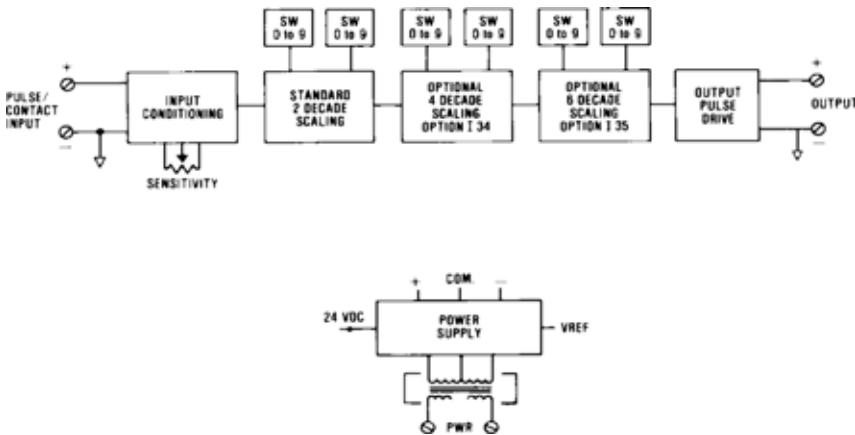 SW
0 to 9
SW
0 to 9
SW
0 to 9
SW
0 to 9
SW
0 to 9
SW
0 to 9
+
PULSE/
CONTACT
INPUT
—
INPUT
CONDITIONING
SENSITIVITY
STANDARD
2 DECADE
SCALING
OPTIONAL
4 DECADE
SCALING
OPTION I 34
OPTIONAL
6 DECADE
SCALING
OPTION I 35
OUTPUT
PULSE
DRIVE
+
OUTPUT
—
+
COM.
—
24 VDC
POWER
SUPPLY
VREF
PWR